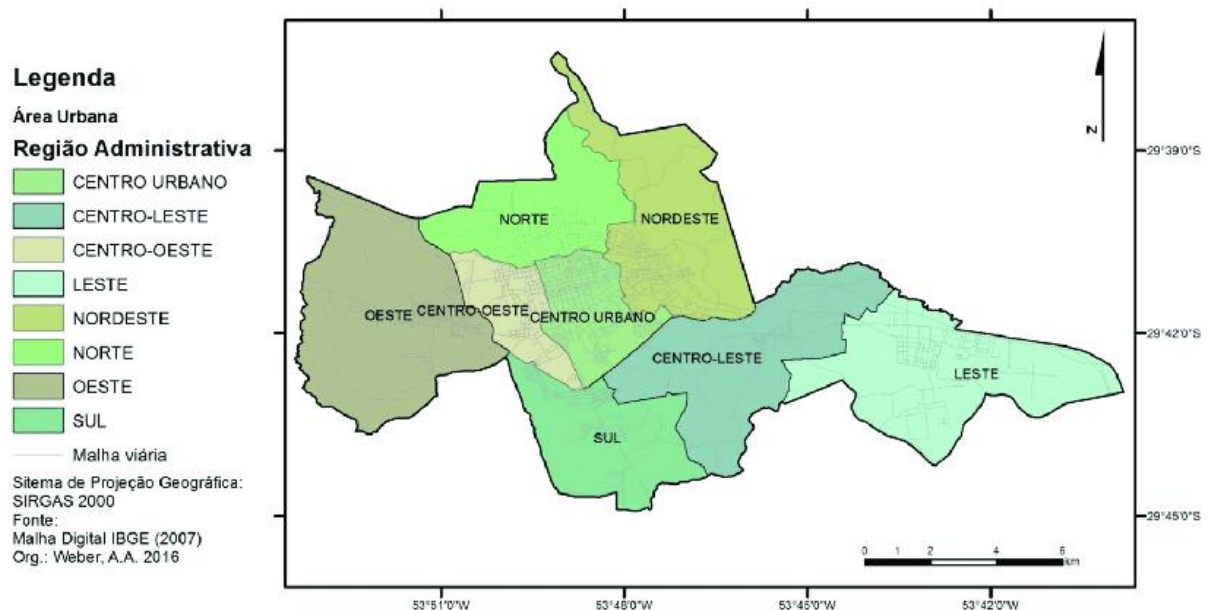 Legenda
Área Urbana
Região Administrativa
CENTRO URBANO
CENTRO-LESTE
CENTRO-OESTE
LESTE
NORDESTE
NORTE
OESTE
SUL
Malha viária
Sitema de Projeção Geográfica:
SIRGAS 2000
Fonte:
Malha Digital IBGE (2007)
Org.: Weber, A.A. 2016
N
29°39'0"S
NORTE
NORDESTE
OESTE
CENTRO-OESTE
CENTRO URBANO
29°42'0"S
CENTRO-LESTE
LESTE
SUL
29°45'0"S
0 1 2 4 6
km
53°51'0"W 53°48'0"W 53°45'0"W 53°42'0"W